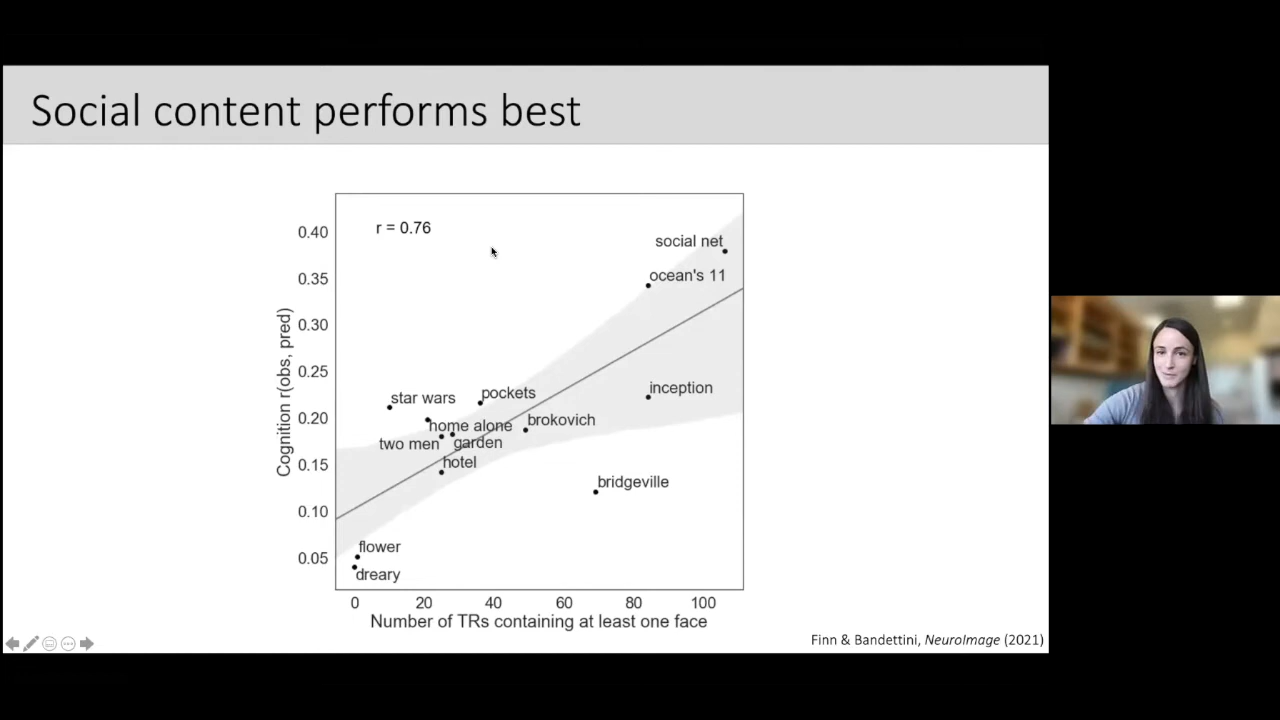 Social content performs best
r = 0.76
Cognition r(obs, pred)
0.40
0.35
0.30
0.25
0.20
0.15
0.10
0.05
social net
ocean's 11
inception
star wars
pockets
home alone
brokovich
two men
garden
hotel
bridgeville
flower
dreary
0 20 40 60 80 100
Number of TRs containing at least one face
Finn & Bandettini, NeuroImage (2021)